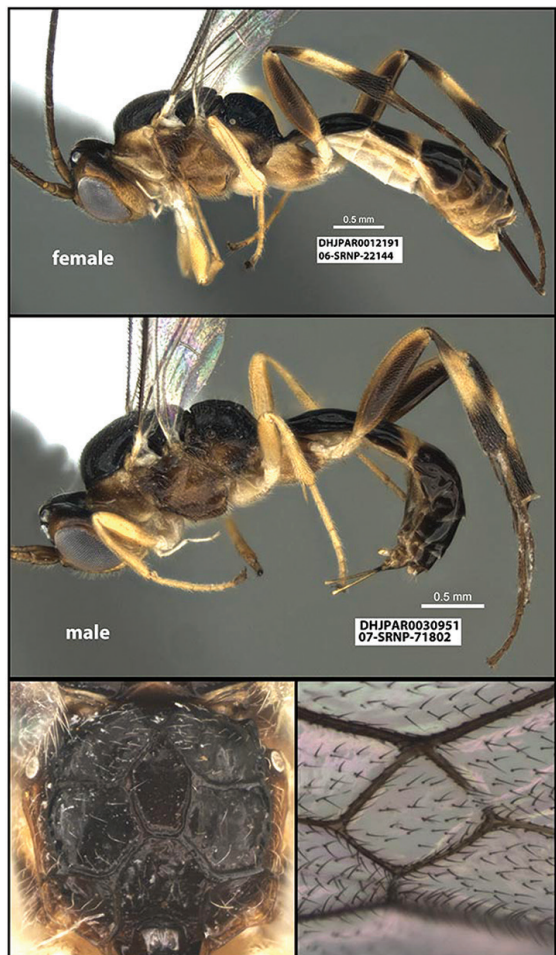 0.5 mm
DHJPAR0012191
06-SRNP-22144
female
0.5 mm
DHJPAR0030951
07-SRNP-71802
male